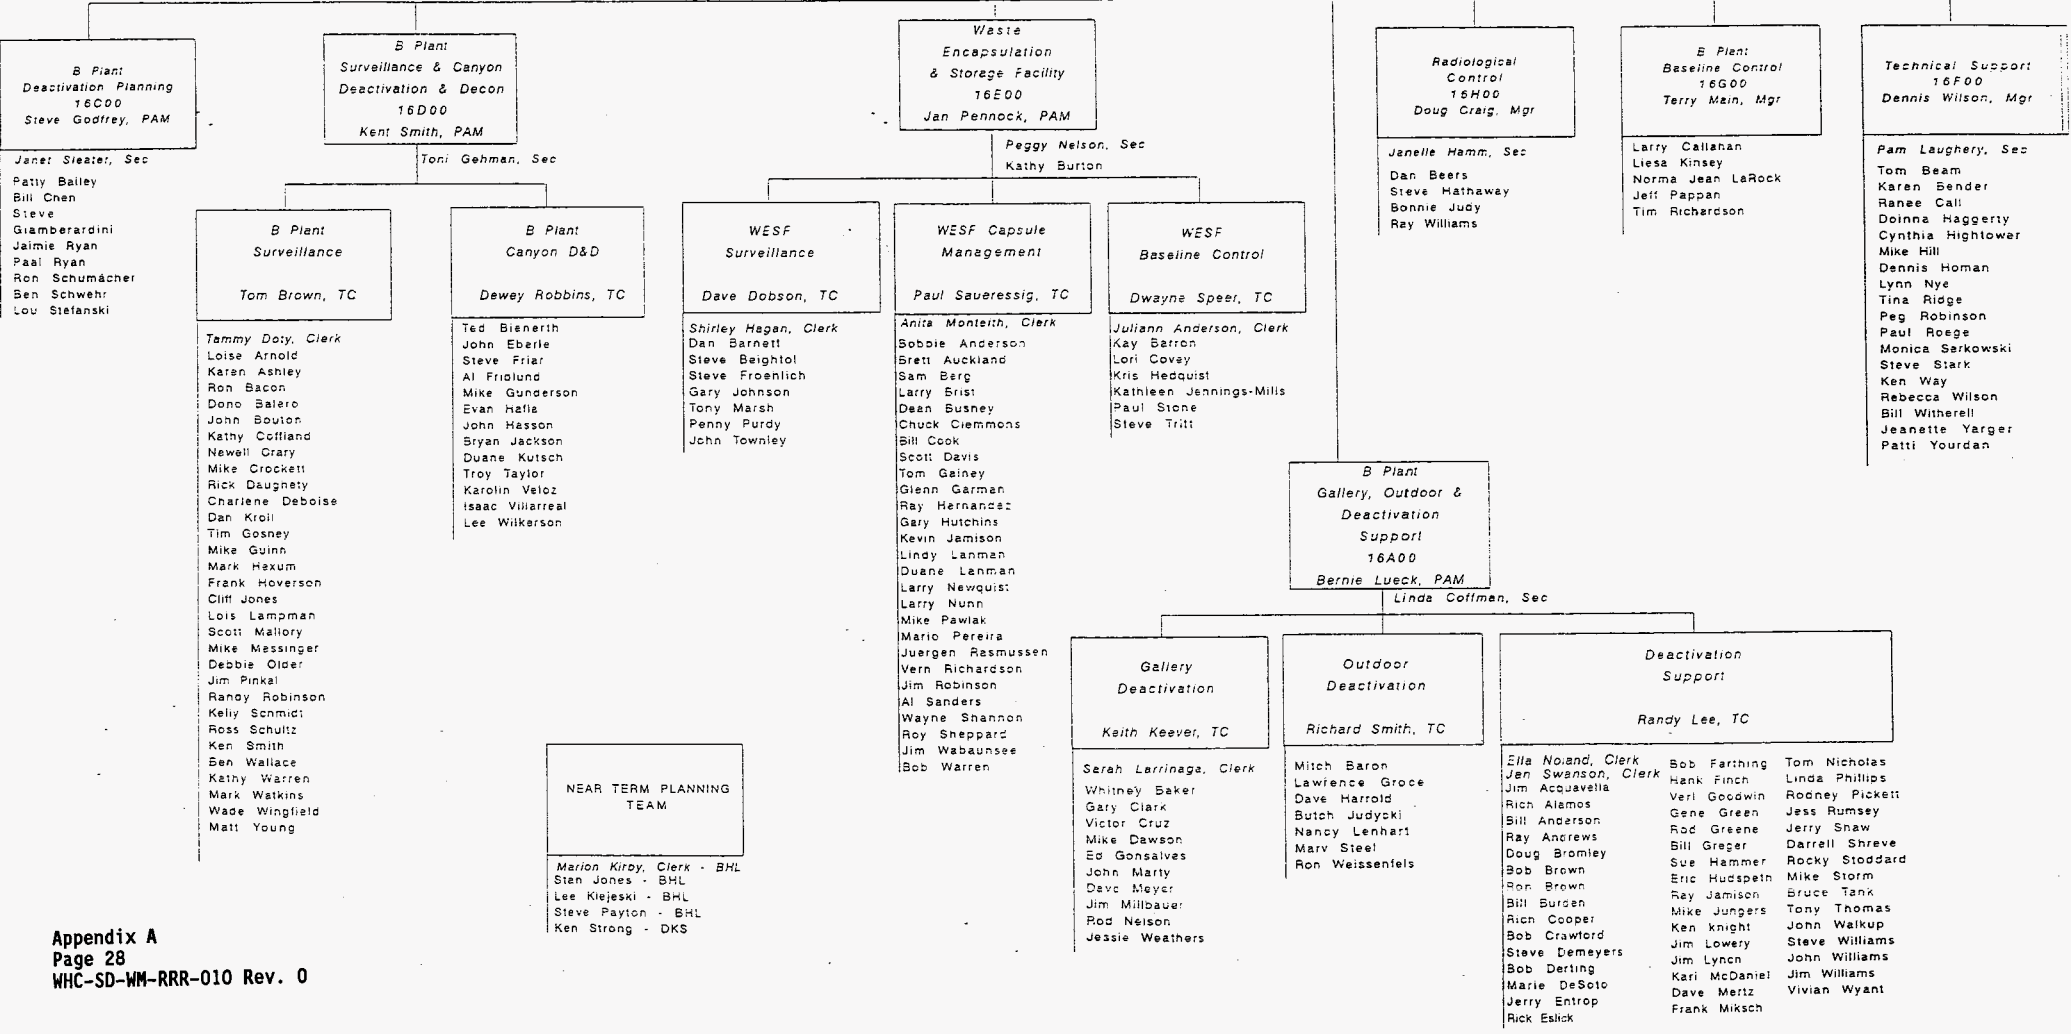 B Plant
Deactivation Planning
16C00
Steve Godfrey, PAM
Janet Sleater, Sec
Patty Bailey
Bill Chen
Steve
Giamberardini
Jaimie Ryan
Paal Ryan
Ron Schumacher
Ben Schwehr
Lou Stefanski
B Plant
Surveillance & Canyon
Deactivation & Decon
16D00
Kent Smith, PAM
Toni Gehman, Sec
B Plant
Surveillance
Tom Brown, TC
Tammy Doty, Clerk
Loise Arnold
Karen Ashley
Ron Bacon
Dono Balero
John Bouton
Kathy Coffland
Newell Crary
Mike Crockett
Rick Daugnety
Charlene Deboise
Dan Kroll
Tim Gosney
Mike Guinn
Mark Hexum
Frank Hoverson
Cliff Jones
Lois Lampman
Scott Mallory
Mike Messinger
Debbie Older
Jim Pinkal
Randy Robinson
Kelly Schmidt
Ross Schultz
Ken Smith
Ben Wallace
Kathy Warren
Mark Watkins
Wade Wingfield
Matt Young
B Plant
Canyon D&D
Dewey Robbins, TC
Ted Bienerth
John Eberle
Steve Friar
Al Fridlund
Mike Gunderson
Evan Hafla
John Hasson
Bryan Jackson
Duane Kutsch
Troy Taylor
Karolin Veloz
Isaac Villarreal
Lee Wilkerson
Waste
Encapsulation
& Storage Facility
16E00
Jan Pennock, PAM
Peggy Nelson, Sec
Kathy Burton
WESF
Surveillance
Dave Dobson, TC
Shirley Hagan, Clerk
Dan Barnett
Steve Beightol
Steve Froehlich
Gary Johnson
Tony Marsh
Penny Purdy
John Townley
WESF Capsule
Management
Paul Saueressig, TC
Anita Monteith, Clerk
Bobbie Anderson
Brett Auckland
Sam Berg
Larry Brist
Dean Busney
Chuck Clemmons
Bill Cook
Scott Davis
Tom Gainey
Glenn Garman
Ray Hernandez
Gary Hutchins
Kevin Jamison
Lindy Lanman
Duane Lanman
Larry Newquist
Larry Nunn
Mike Pawlak
Mario Pereira
Juergen Rasmussen
Vern Richardson
Jim Robinson
Al Sanders
Wayne Shannon
Roy Sheppard
Jim Wabaunsee
Bob Warren
WESF
Baseline Control
Dwayne Speer, TC
Juliann Anderson, Clerk
Kay Barron
Lori Covey
Kris Hedquist
Kathleen Jennings-Mills
Paul Stone
Steve Tritt
Radiological
Control
16H00
Doug Craig, Mgr
Janelle Hamm, Sec
Dan Beers
Steve Hathaway
Bonnie Judy
Ray Williams
B Plant
Baseline Control
16G00
Terry Main, Mgr
Larry Callahan
Liesa Kinsey
Norma Jean LaRock
Jeff Pappan
Tim Richardson
Technical Support
16F00
Dennis Wilson, Mgr
Pam Laughery, Sec
Tom Beam
Karen Bender
Ranee Call
Doinna Haggerty
Cynthia Hightower
Mike Hill
Dennis Homan
Lynn Nye
Tina Ridge
Peg Robinson
Paul Roege
Monica Serkowski
Steve Stark
Ken Way
Rebecca Wilson
Bill Witherell
Jeanette Yarger
Patti Yourdan
B Plant
Gallery, Outdoor &
Deactivation
Support
16A00
Bernie Lueck, PAM
Linda Coffman, Sec
Gallery
Deactivation
Keith Keever, TC
Sarah Larrinaga, Clerk
Whitney Baker
Gary Clark
Victor Cruz
Mike Dawson
Ed Gonsalves
John Marty
Dave Meyer
Jim Millbauer
Rod Nelson
Jessie Weathers
Outdoor
Deactivation
Richard Smith, TC
Mitch Baron
Lawrence Groce
Dave Harrold
Butch Judycki
Nancy Lenhart
Marv Steel
Ron Weissenfels
Deactivation
Support
Randy Lee, TC
Ella Noland, Clerk
Jan Swanson, Clerk
Jim Acquavella
Rich Alamos
Bill Anderson
Ray Andrews
Doug Bromley
Bob Brown
Ron Brown
Bill Burden
Rich Cooper
Bob Crawford
Steve Demeyers
Bob Derting
Marie DeSoto
Jerry Entrop
Rick Eslick
Bob Farthing
Hank Finch
Verl Goodwin
Gene Green
Rod Greene
Bill Greger
Sue Hammer
Eric Hudspeth
Ray Jamison
Mike Jungers
Ken knight
Jim Lowery
Jim Lynch
Kari McDaniel
Dave Mertz
Frank Miksch
Tom Nicholas
Linda Phillips
Rodney Pickett
Jess Rumsey
Jerry Shaw
Darrell Shreve
Rocky Stoddard
Mike Storm
Bruce Tank
Tony Thomas
John Walkup
Steve Williams
John Williams
Jim Williams
Vivian Wyant
NEAR TERM PLANNING
TEAM
Marion Kirby, Clerk - BHL
Stan Jones - BHL
Lee Klejeski - BHL
Steve Payton - BHL
Ken Strong - DKS
Appendix A
Page 28
WHC-SD-WM-RRR-010 Rev. 0